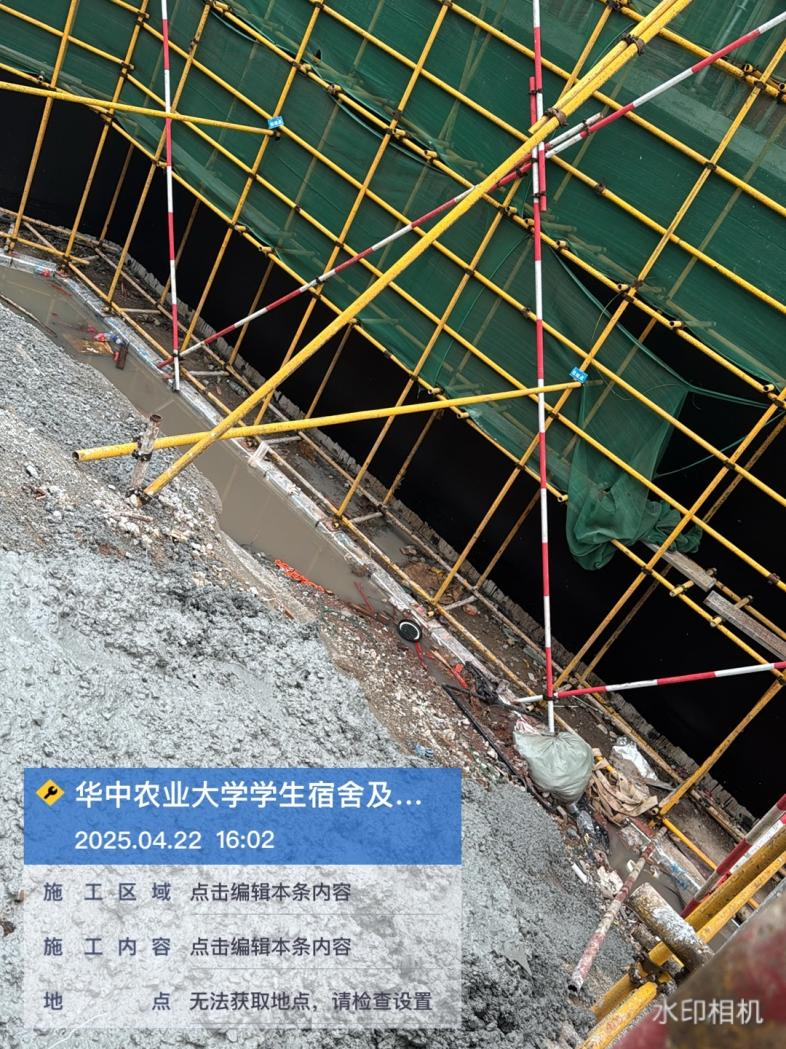 华中农业大学学生宿舍及...
2025.04.22 16:02
施工区域 点击编辑本条内容
施工内容 点击编辑本条内容
地点 无法获取地点，请检查设置
水印相机